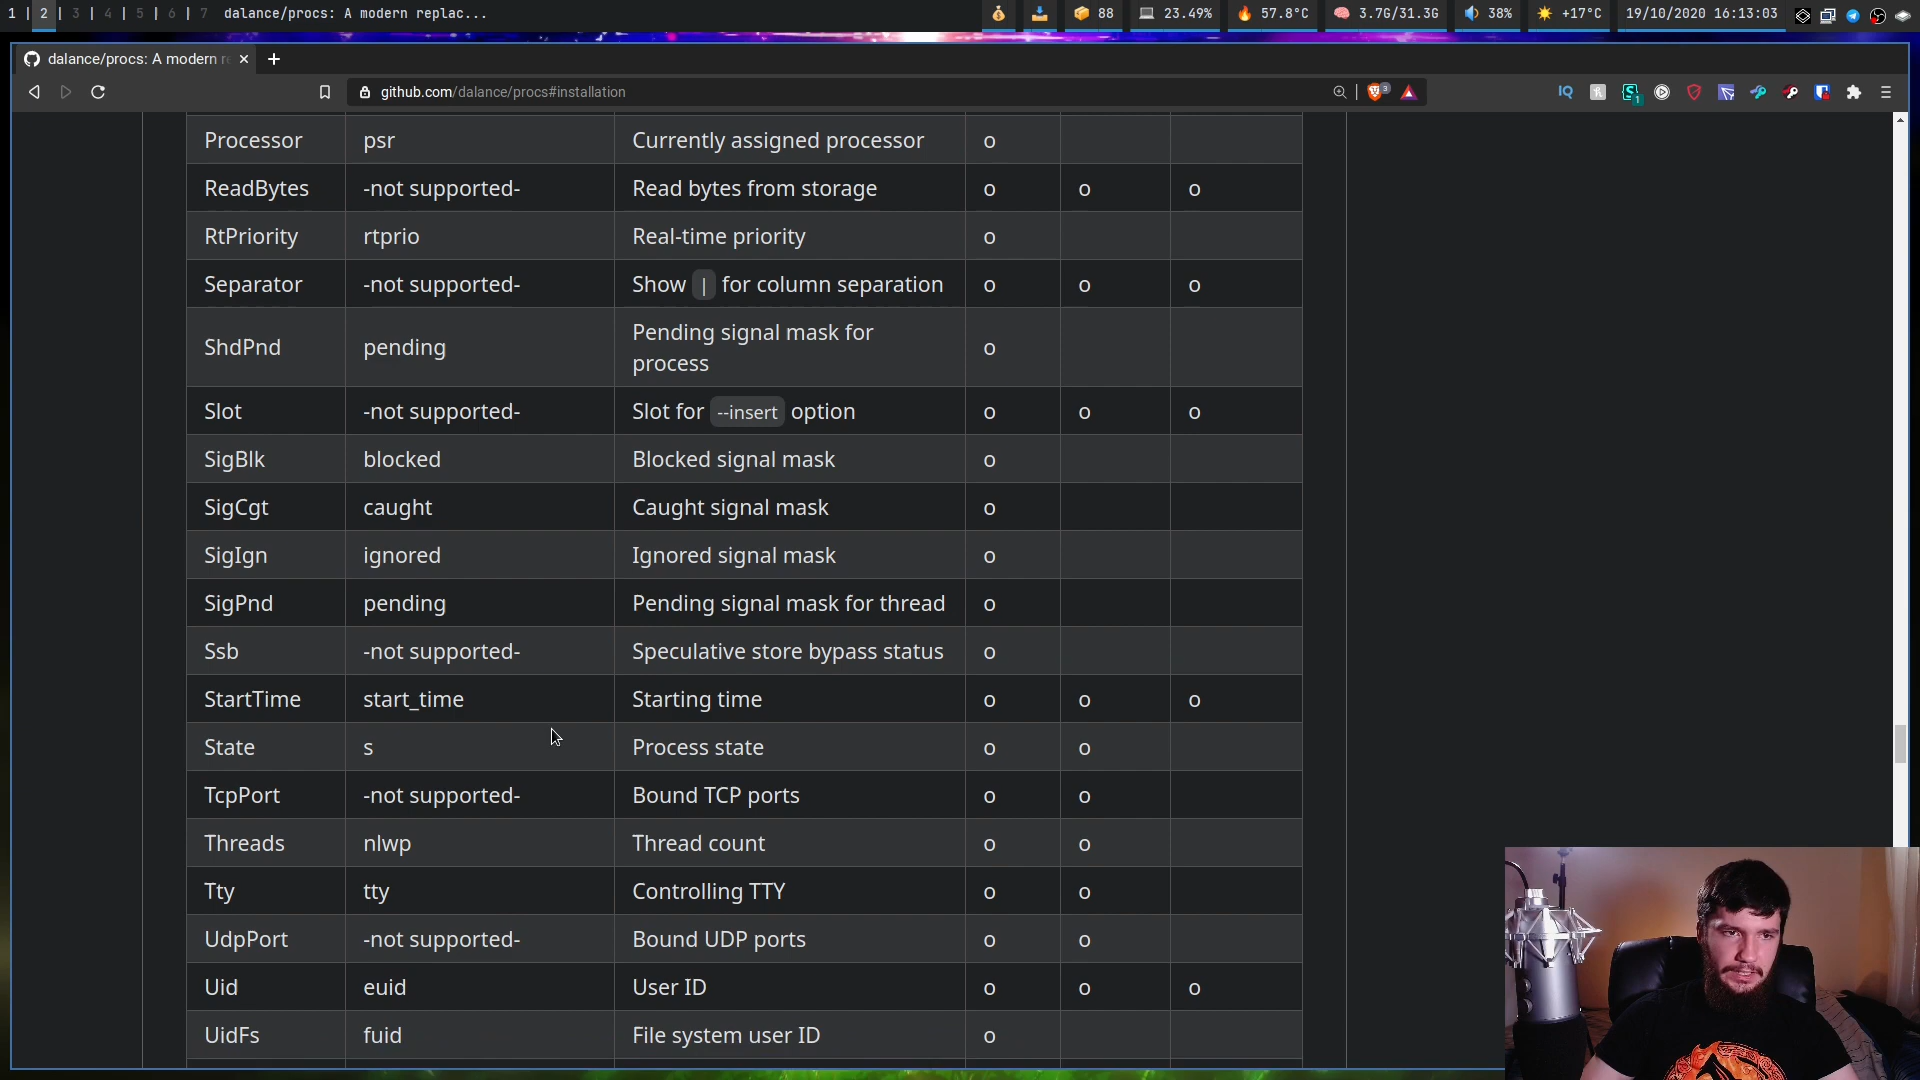 1 | 2 | 3 | 4 | 5 | 6 | 7 dalance/procs: A modern replac... 88 23.49% 57.8°C 3.7G/31.3G 38% +17°C 19/10/2020 16:13:03
dalance/procs: A modern re
github.com/dalance/procs#installation 3 IQ 1
Processor psr Currently assigned processor o
ReadBytes -not supported- Read bytes from storage o o o
RtPriority rtprio Real-time priority o
Separator -not supported- Show | for column separation o o o
ShdPnd pending Pending signal mask for
process o
Slot -not supported- Slot for --insert option o o o
SigBlk blocked Blocked signal mask o
SigCgt caught Caught signal mask o
SigIgn ignored Ignored signal mask o
SigPnd pending Pending signal mask for thread o
Ssb -not supported- Speculative store bypass status o
StartTime start_time Starting time o o o
State s Process state o o
TcpPort -not supported- Bound TCP ports o o
Threads nlwp Thread count o o
Tty tty Controlling TTY o o
UdpPort -not supported- Bound UDP ports o o
Uid euid User ID o o o
UidFs fuid File system user ID o